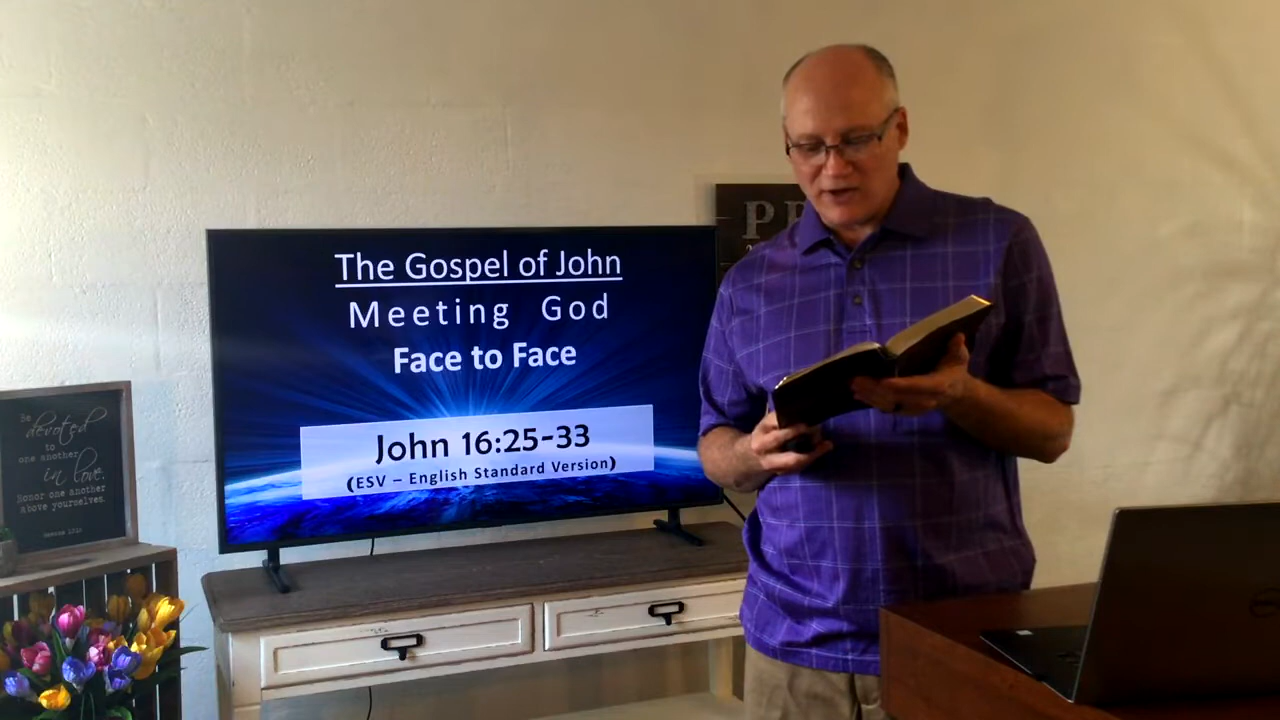 The Gospel of John
Meeting God
Face to Face
John 16:25-33
(ESV – English Standard Version)
PR
Be
devoted
to
one another
in love.
Honor one another
above yourselves.